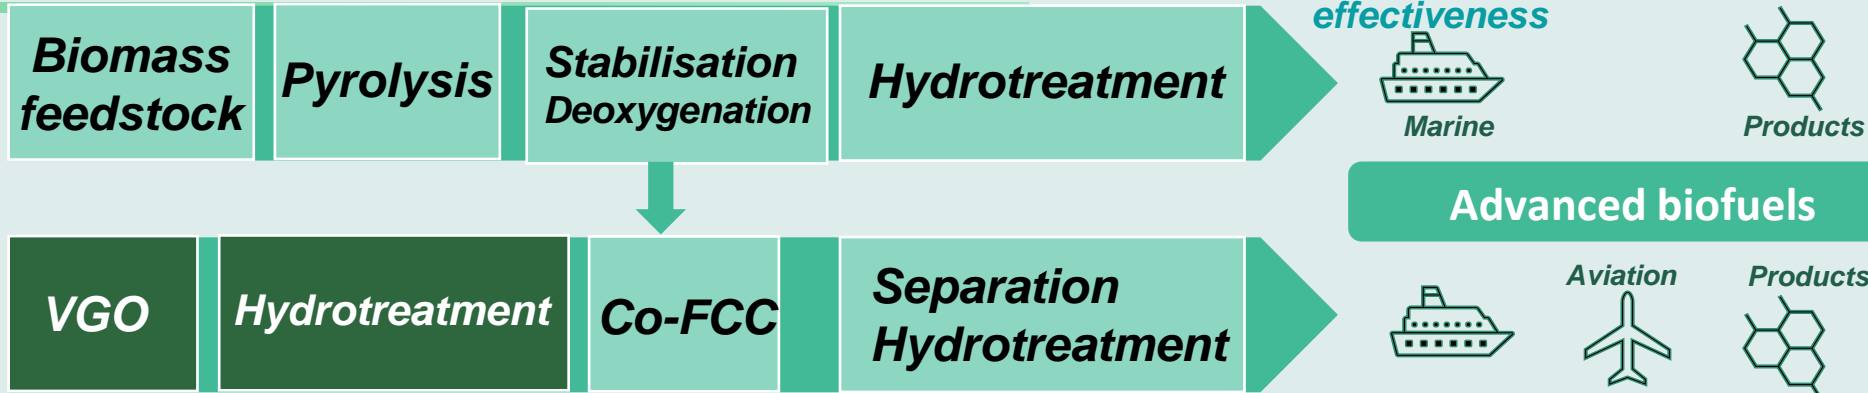 effectiveness
Biomass
feedstock
Pyrolysis
Stabilisation
Deoxygenation
Hydrotreatment
Marine
Products
Advanced biofuels
VGO
Hydrotreatment
Co-FCC
Separation
Hydrotreatment
Aviation
Products